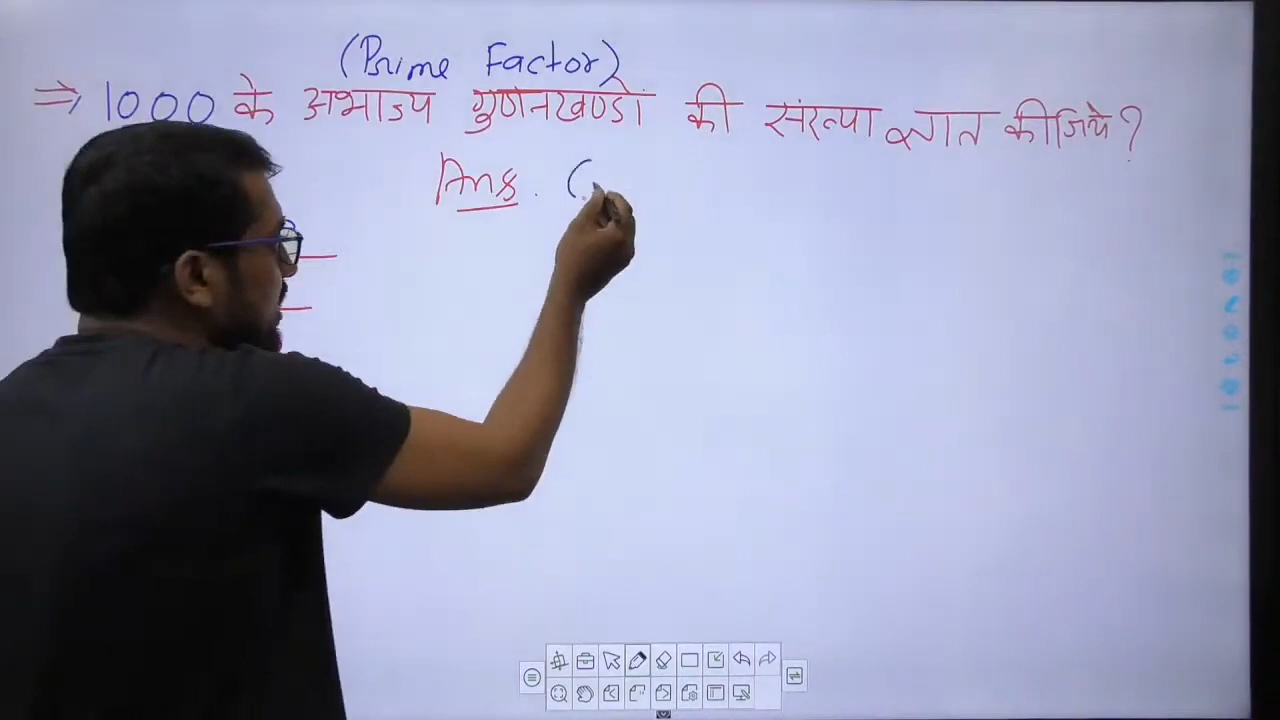 (Prime Factor)
⇒ 1000 के अभाज्य गुणनखण्डों की संख्या ज्ञात कीजिये?
Ans. (